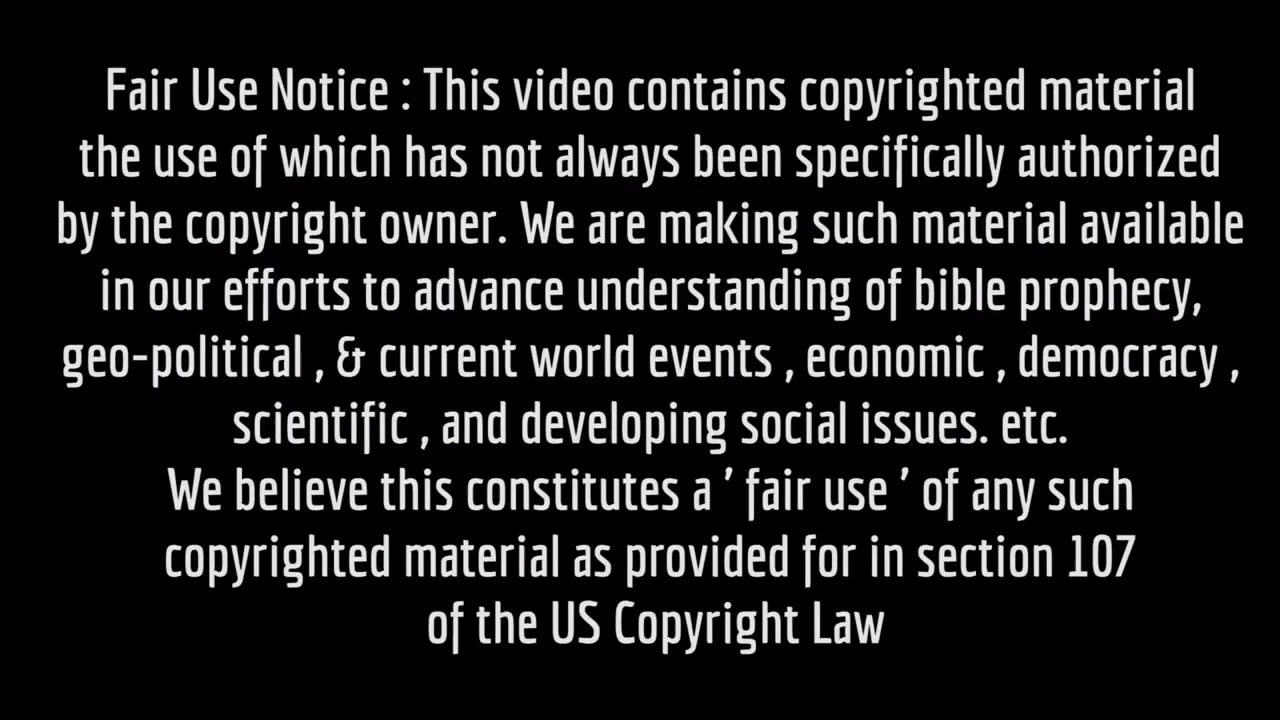 Fair Use Notice : This video contains copyrighted material
the use of which has not always been specifically authorized
by the copyright owner. We are making such material available
in our efforts to advance understanding of bible prophecy,
geo-political , & current world events , economic , democracy ,
scientific , and developing social issues. etc.
We believe this constitutes a ' fair use ' of any such
copyrighted material as provided for in section 107
of the US Copyright Law